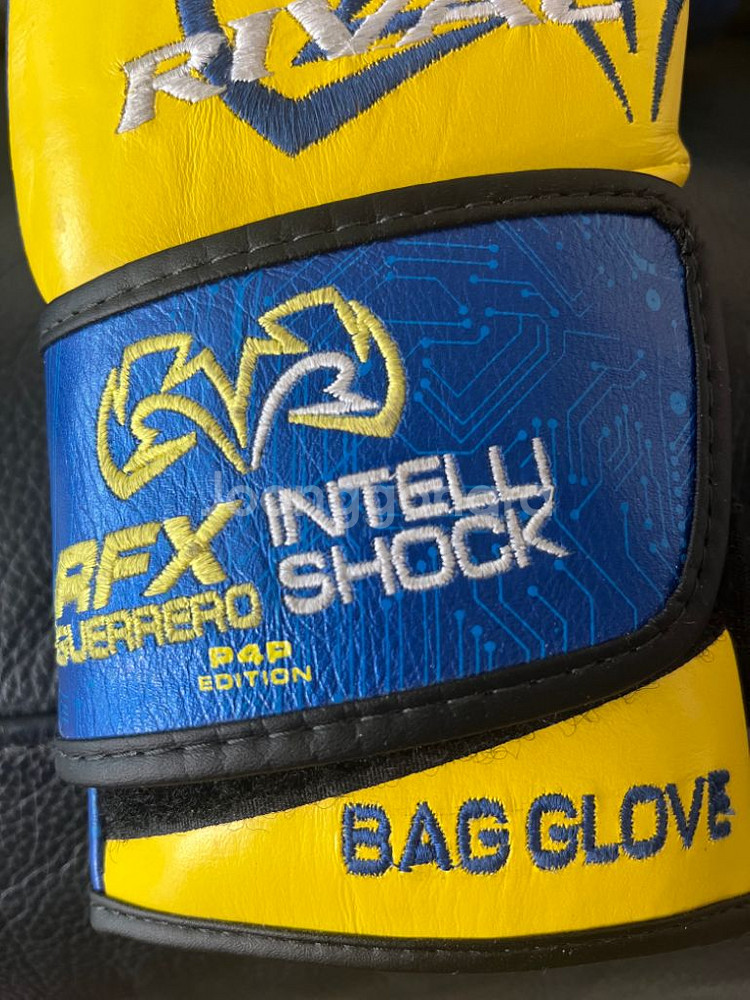 RIVAL
INTELLI
SHOCK
RFX
GUERRERO
P4P
EDITION
BAG GLOVE